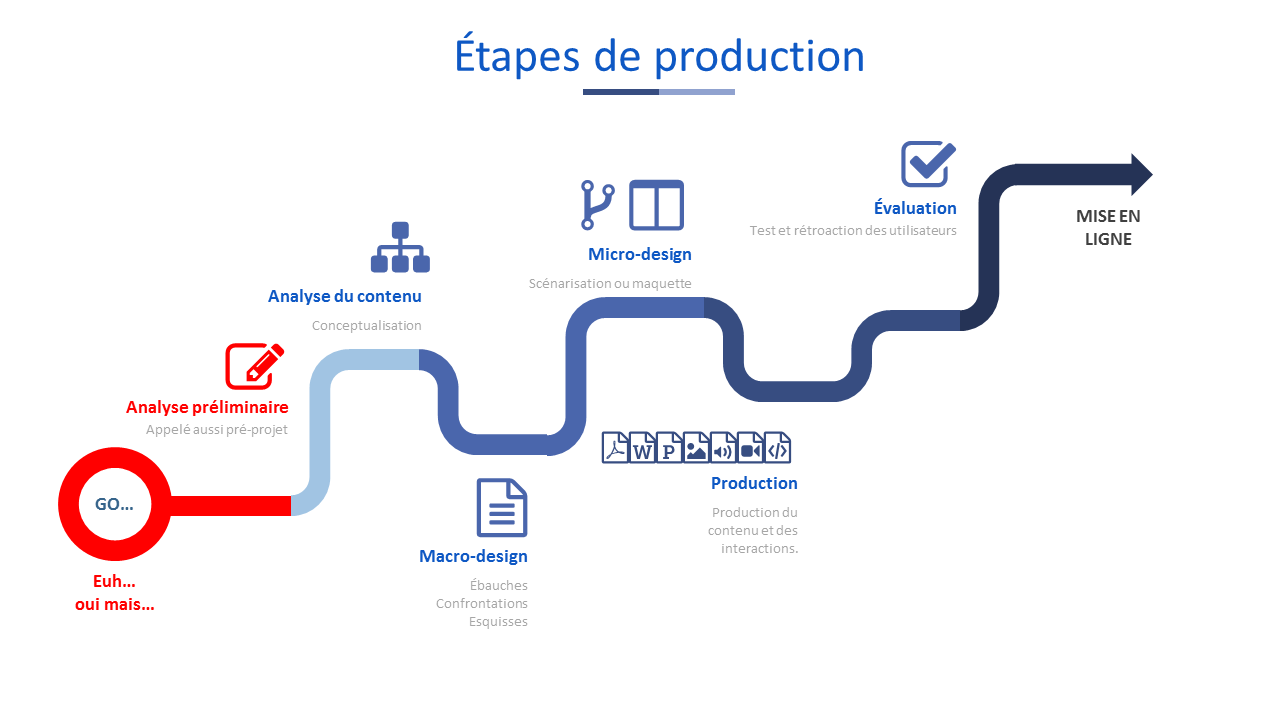 Étapes de production
GO...
Euh...
oui mais...
Analyse préliminaire
Appelé aussi pré-projet
Analyse du contenu
Conceptualisation
Macro-design
Ébauches
Confrontations
Esquisses
Micro-design
Scénarisation ou maquette
W
P
Production
Production du
contenu et des
interactions.
Évaluation
Test et rétroaction des utilisateurs
MISE EN
LIGNE